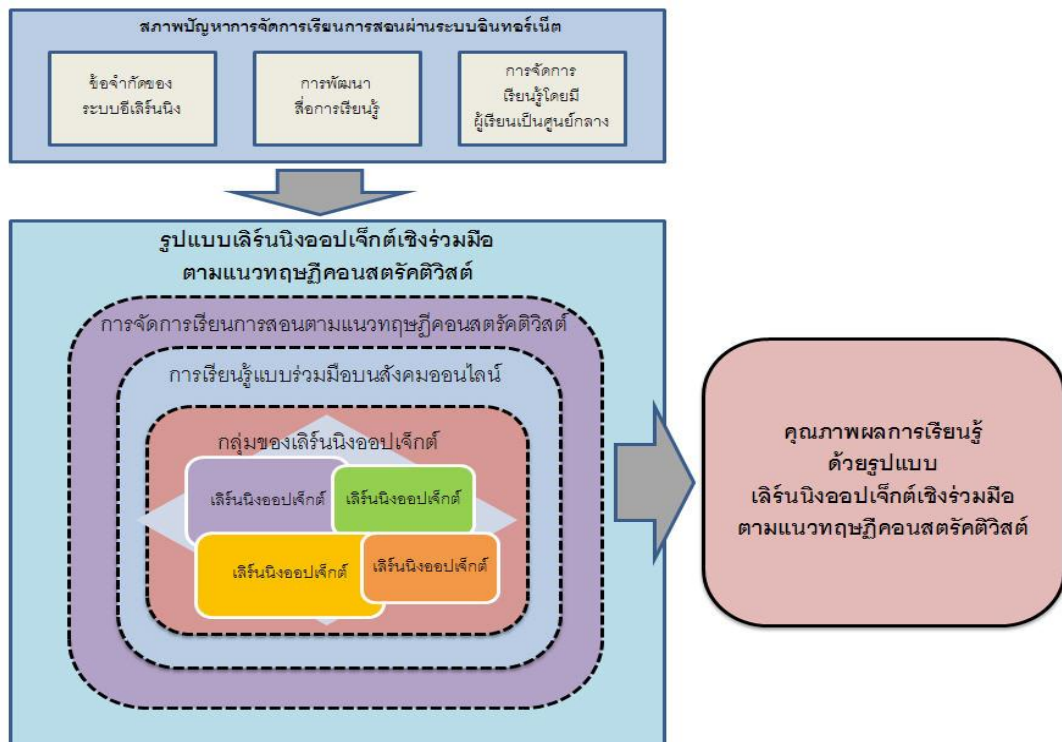 สภาพปัญหาการจัดการเรียนการสอนผ่านระบบอินทอร์เน็ต
ข้อจำกัดของ
ระบบอีเลิร์นนิง
การพัฒนา
สื่อการเรียนรู้
การจัดการ
เรียนรู้โดยมี
ผู้เรียนเป็นศูนย์กลาง
รูปแบบเลิร์นนิงออปเจ็กต์เชิงร่วมมือ
ตามแนวทฤษฏีคอนสตรัคติวิสต์
การจัดการเรียนการสอนตามแนวทฤษฏีคอนสตรัคติวิสต์
การเรียนรู้แบบร่วมมือบนสังคมออนไลน์
กลุ่มของเลิร์นนิงออปเจ็กต์
เลิร์นนิงออปเจ็กต์
เลิร์นนิงออปเจ็กต์
เลิร์นนิงออปเจ็กต์
เลิร์นนิงออปเจ็กต์
คุณภาพผลการเรียนรู้
ด้วยรูปแบบ
เลิร์นนิงออปเจ็กต์เชิงร่วมมือ
ตามแนวทฤษฏีคอนสตรัคติวิสต์